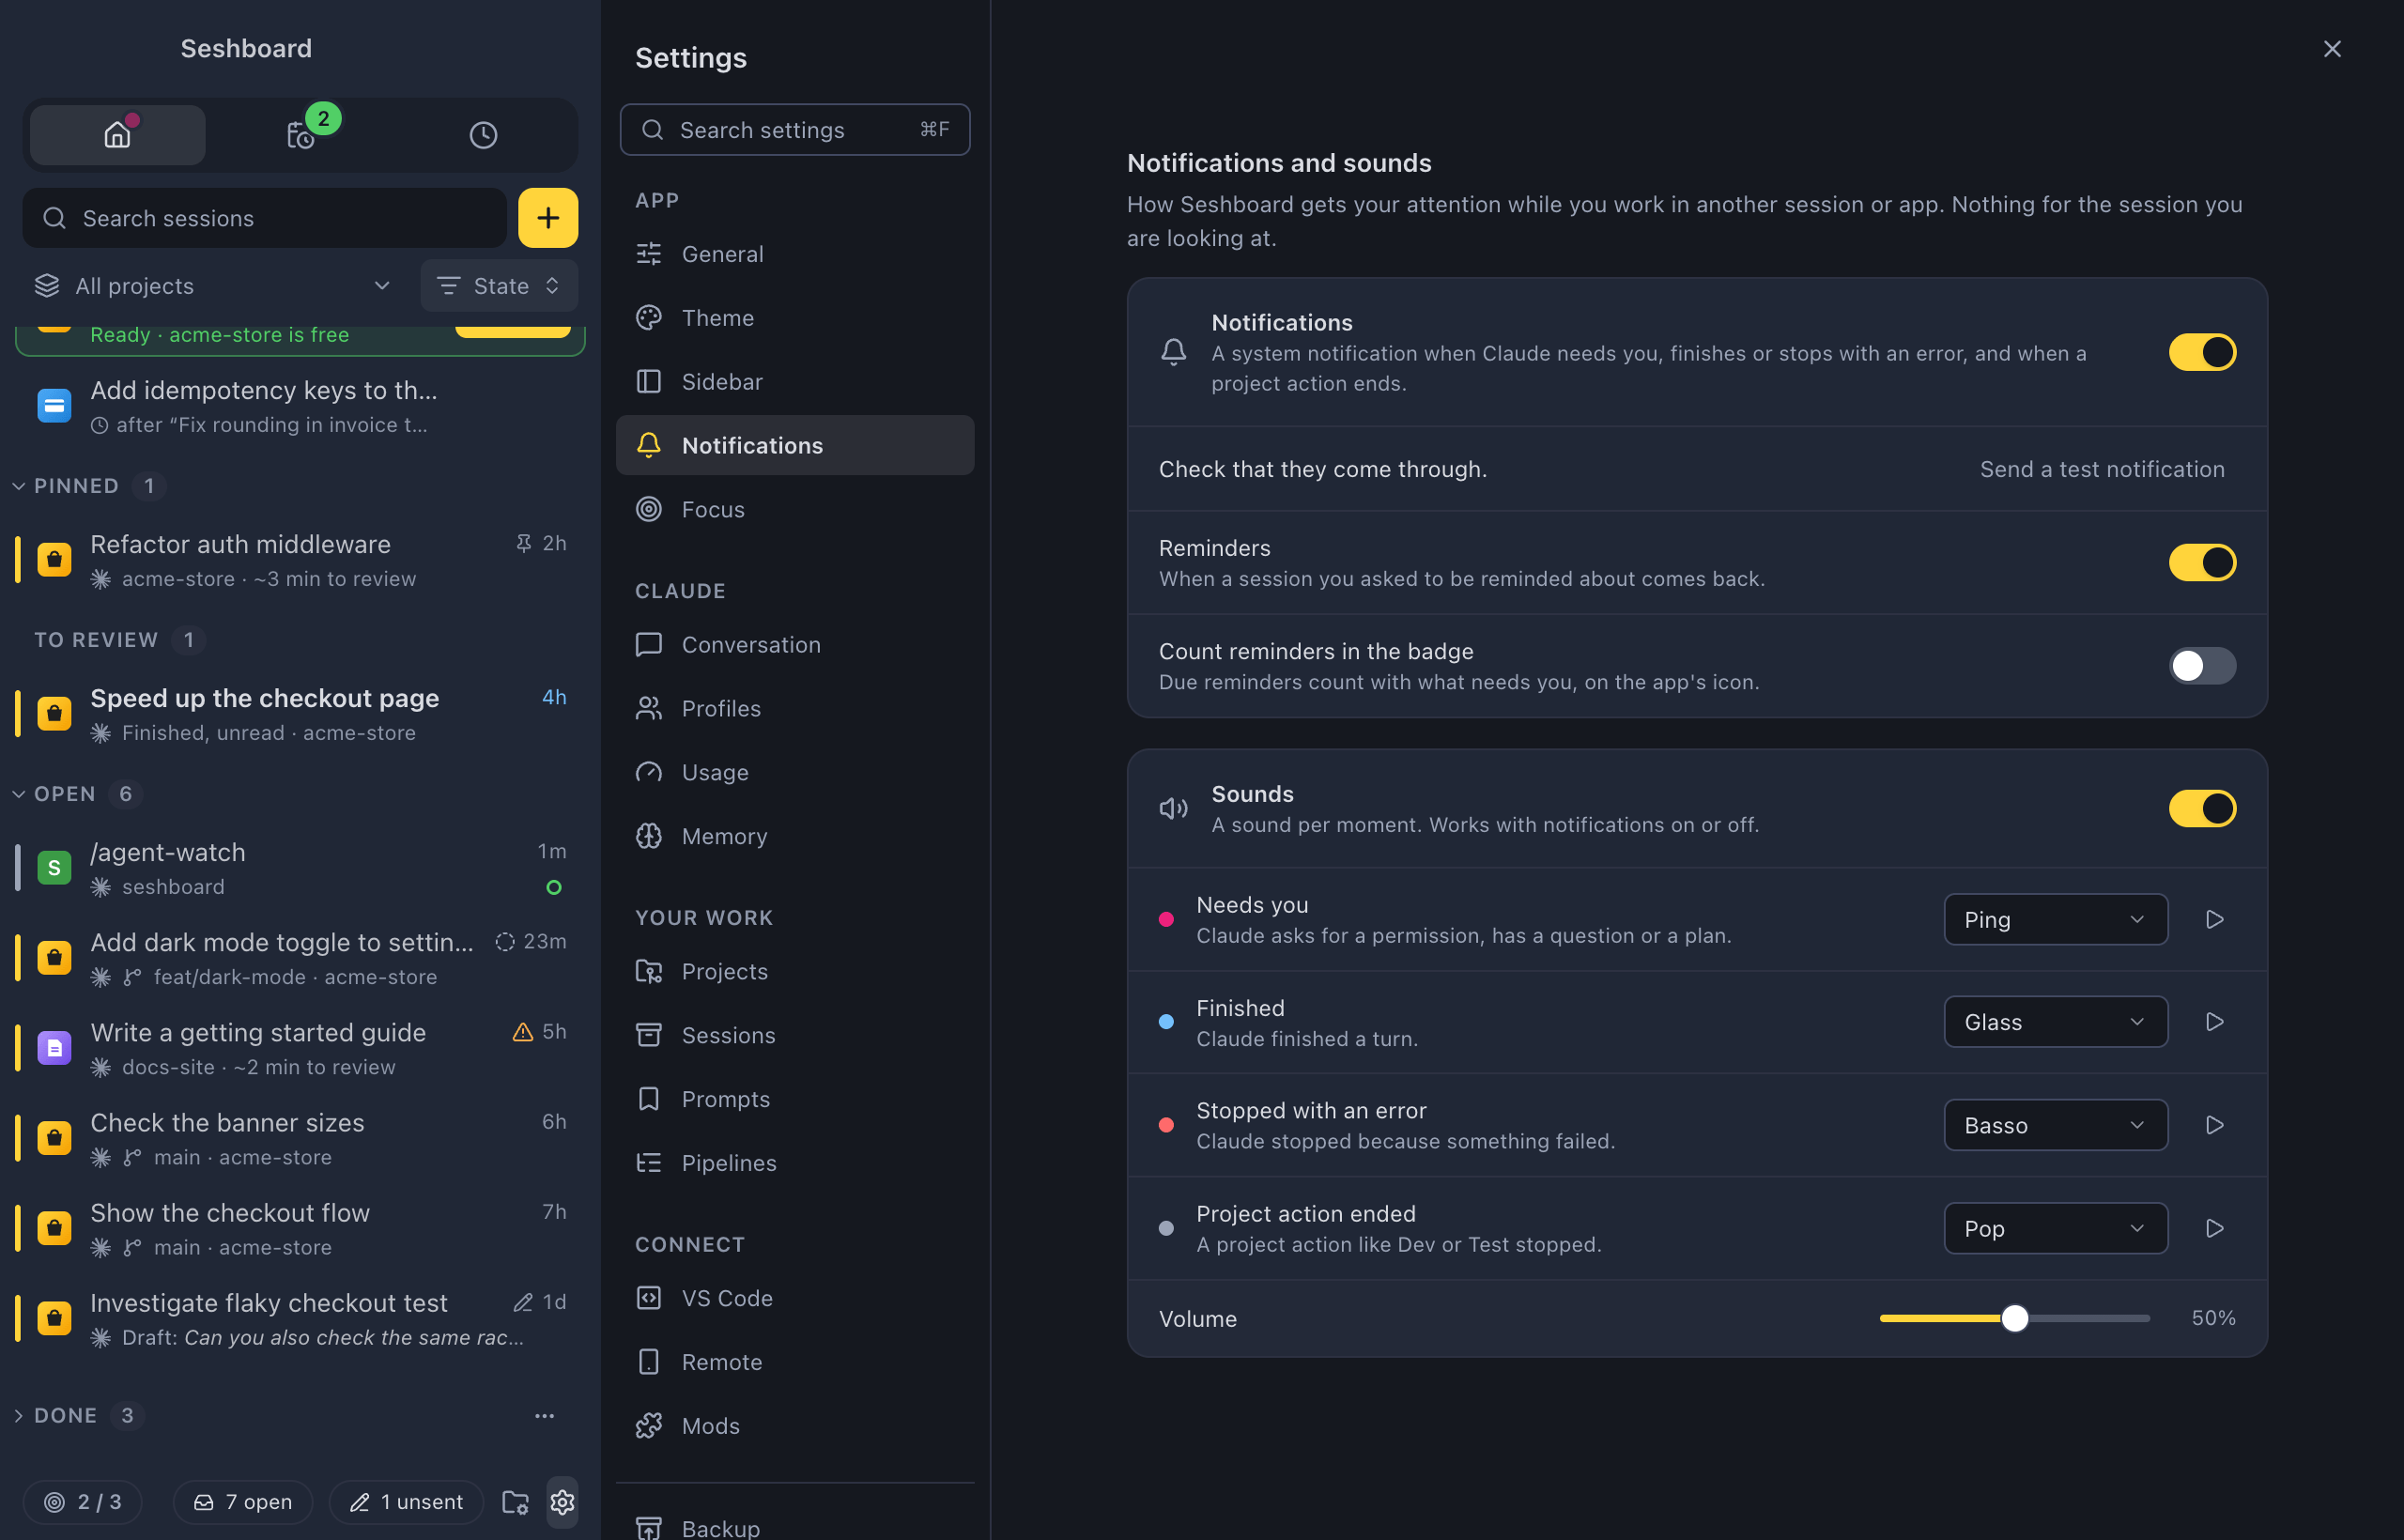 Seshboard
2
Search sessions
All projects
State
Ready · acme-store is free
Add idempotency keys to th...
after “Fix rounding in invoice t...
PINNED 1
Refactor auth middleware 2h
acme-store · ~3 min to review
TO REVIEW 1
Speed up the checkout page 4h
Finished, unread · acme-store
OPEN 6
S
/agent-watch 1m
seshboard
Add dark mode toggle to settin... 23m
feat/dark-mode · acme-store
Write a getting started guide 5h
docs-site · ~2 min to review
Check the banner sizes 6h
main · acme-store
Show the checkout flow 7h
main · acme-store
Investigate flaky checkout test 1d
Draft: Can you also check the same rac...
DONE 3
2 / 3
7 open
1 unsent
Settings
Search settings ⌘F
APP
General
Theme
Sidebar
Notifications
Focus
CLAUDE
Conversation
Profiles
Usage
Memory
YOUR WORK
Projects
Sessions
Prompts
Pipelines
CONNECT
VS Code
Remote
Mods
Backup
Notifications and sounds
How Seshboard gets your attention while you work in another session or app. Nothing for the session you
are looking at.
Notifications
A system notification when Claude needs you, finishes or stops with an error, and when a
project action ends.
Check that they come through. Send a test notification
Reminders
When a session you asked to be reminded about comes back.
Count reminders in the badge
Due reminders count with what needs you, on the app's icon.
Sounds
A sound per moment. Works with notifications on or off.
Needs you
Claude asks for a permission, has a question or a plan.
Ping
Finished
Claude finished a turn.
Glass
Stopped with an error
Claude stopped because something failed.
Basso
Project action ended
A project action like Dev or Test stopped.
Pop
Volume 50%